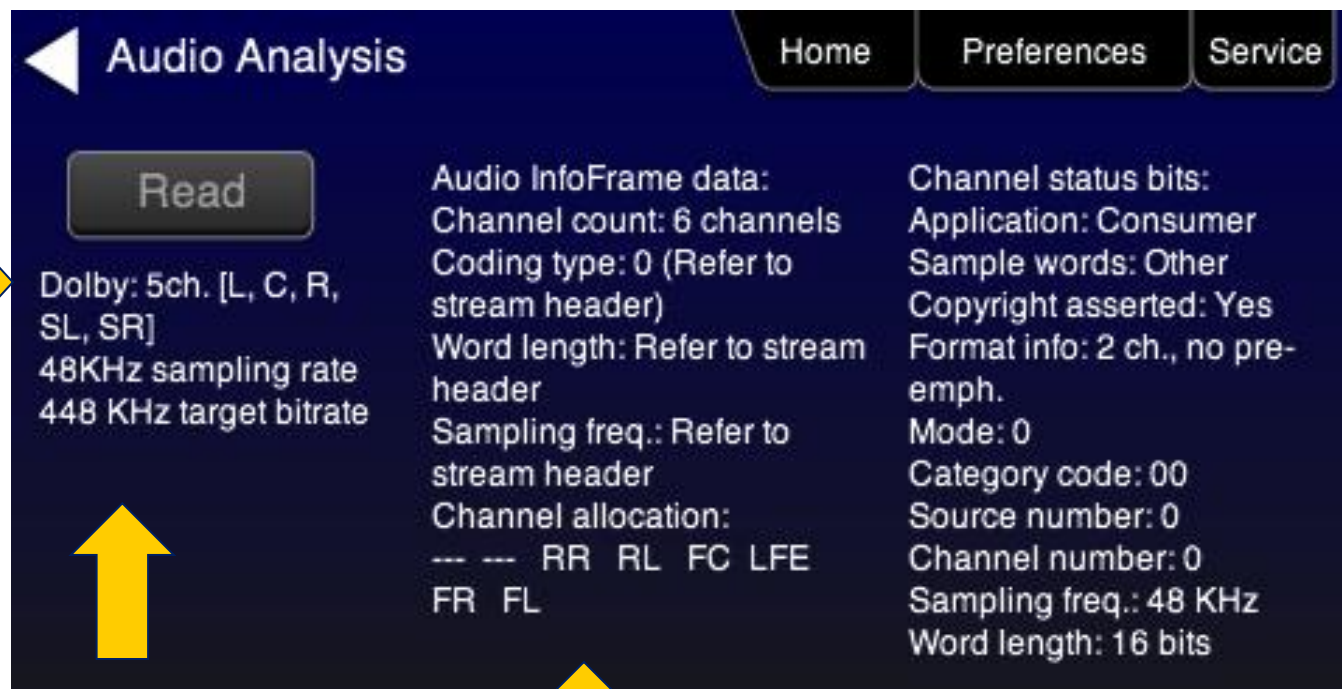 Audio Analysis
Home
Preferences
Service
Read
Dolby: 5ch. [L, C, R,
SL, SR]
48KHz sampling rate
448 KHz target bitrate
Audio InfoFrame data:
Channel count: 6 channels
Coding type: 0 (Refer to
stream header)
Word length: Refer to stream
header
Sampling freq.: Refer to
stream header
Channel allocation:
--- --- RR RL FC LFE
FR FL
Channel status bits:
Application: Consumer
Sample words: Other
Copyright asserted: Yes
Format info: 2 ch., no pre-
emph.
Mode: 0
Category code: 00
Source number: 0
Channel number: 0
Sampling freq.: 48 KHz
Word length: 16 bits